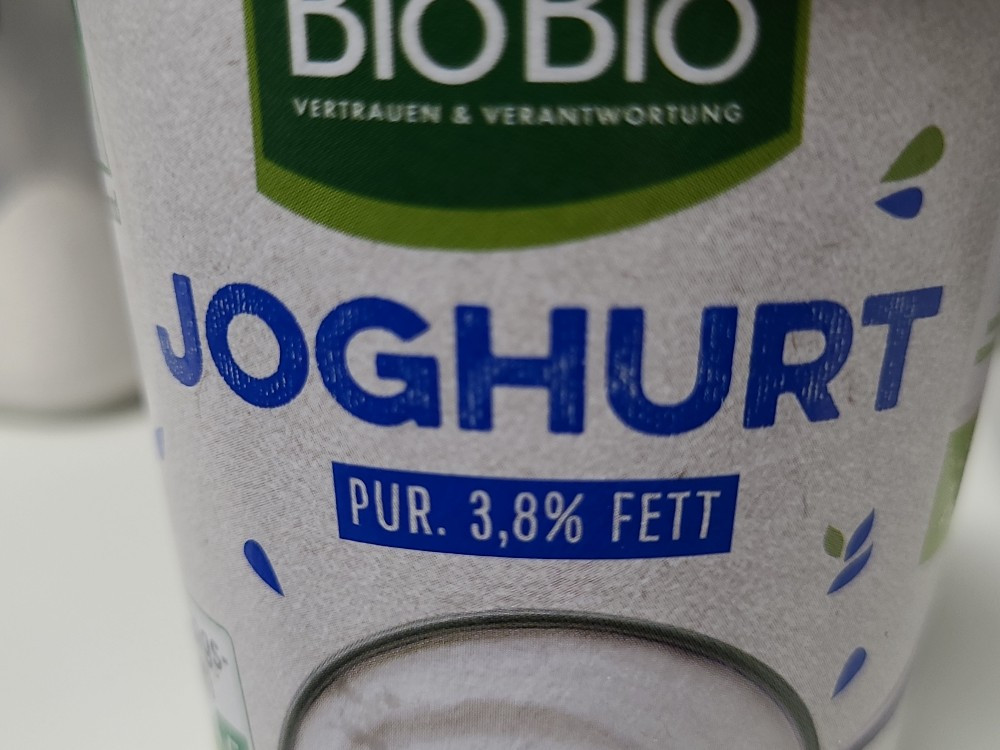 BIOBIO
VERTRAUEN & VERANTWORTUNG
JOGHURT
PUR. 3,8% FETT